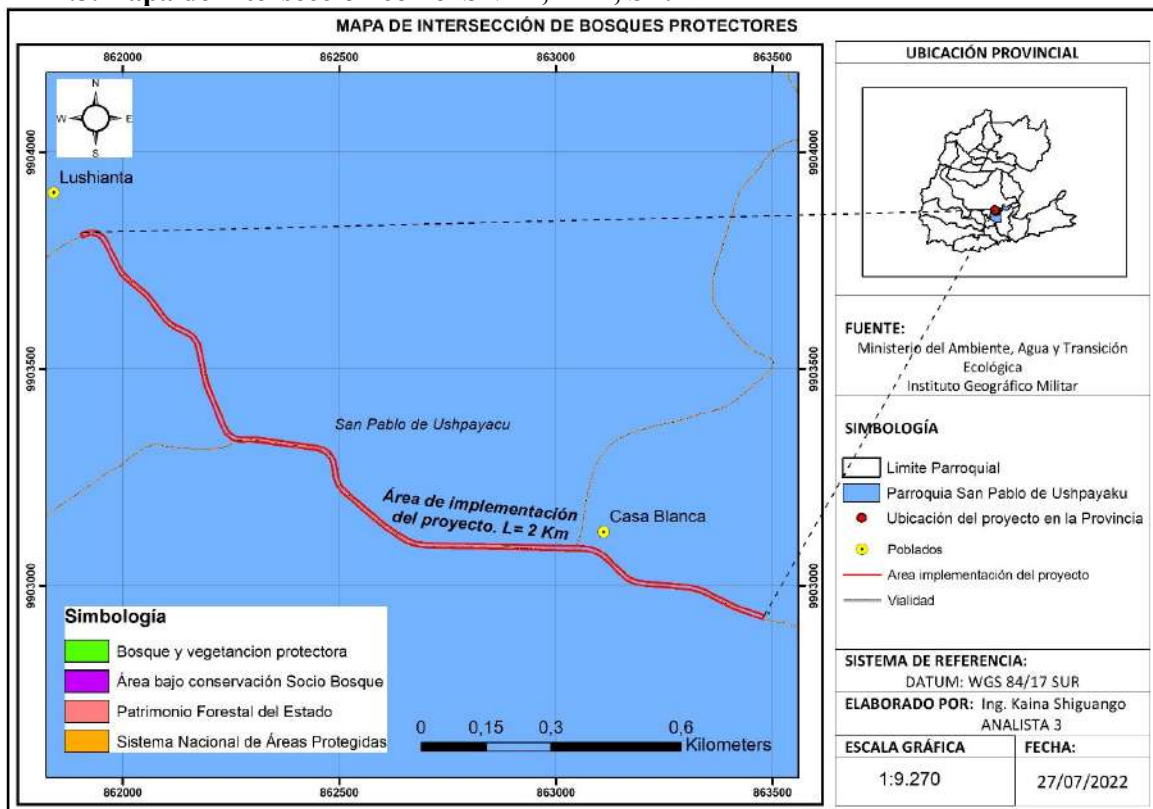 MAPA DE INTERSECCIÓN DE BOSQUES PROTECTORES
862000 862500 863000 863500
9904000
9903500
9903000
N
W E
S
Lushianta
San Pablo de Ushpayacu
Área de implementación
del proyecto. L= 2 Km
Casa Blanca
Simbología
Bosque y vegetancion protectora
Área bajo conservación Socio Bosque
Patrimonio Forestal del Estado
Sistema Nacional de Áreas Protegidas
0 0,15 0,3 0,6
Kilometers
9904000
9903500
9903000
862000 862500 863000 863500
UBICACIÓN PROVINCIAL
FUENTE:
Ministerio del Ambiente, Agua y Transición
Ecológica
Instituto Geográfico Militar
SIMBOLOGÍA
Limite Parroquial
Parroquia San Pablo de Ushpayaku
Ubicación del proyecto en la Provincia
Poblados
Area implementación del proyecto
Vialidad
SISTEMA DE REFERENCIA:
DATUM: WGS 84/17 SUR
ELABORADO POR: Ing. Kaina Shiguango
ANALISTA 3
ESCALA GRÁFICA
1:9.270
FECHA:
27/07/2022